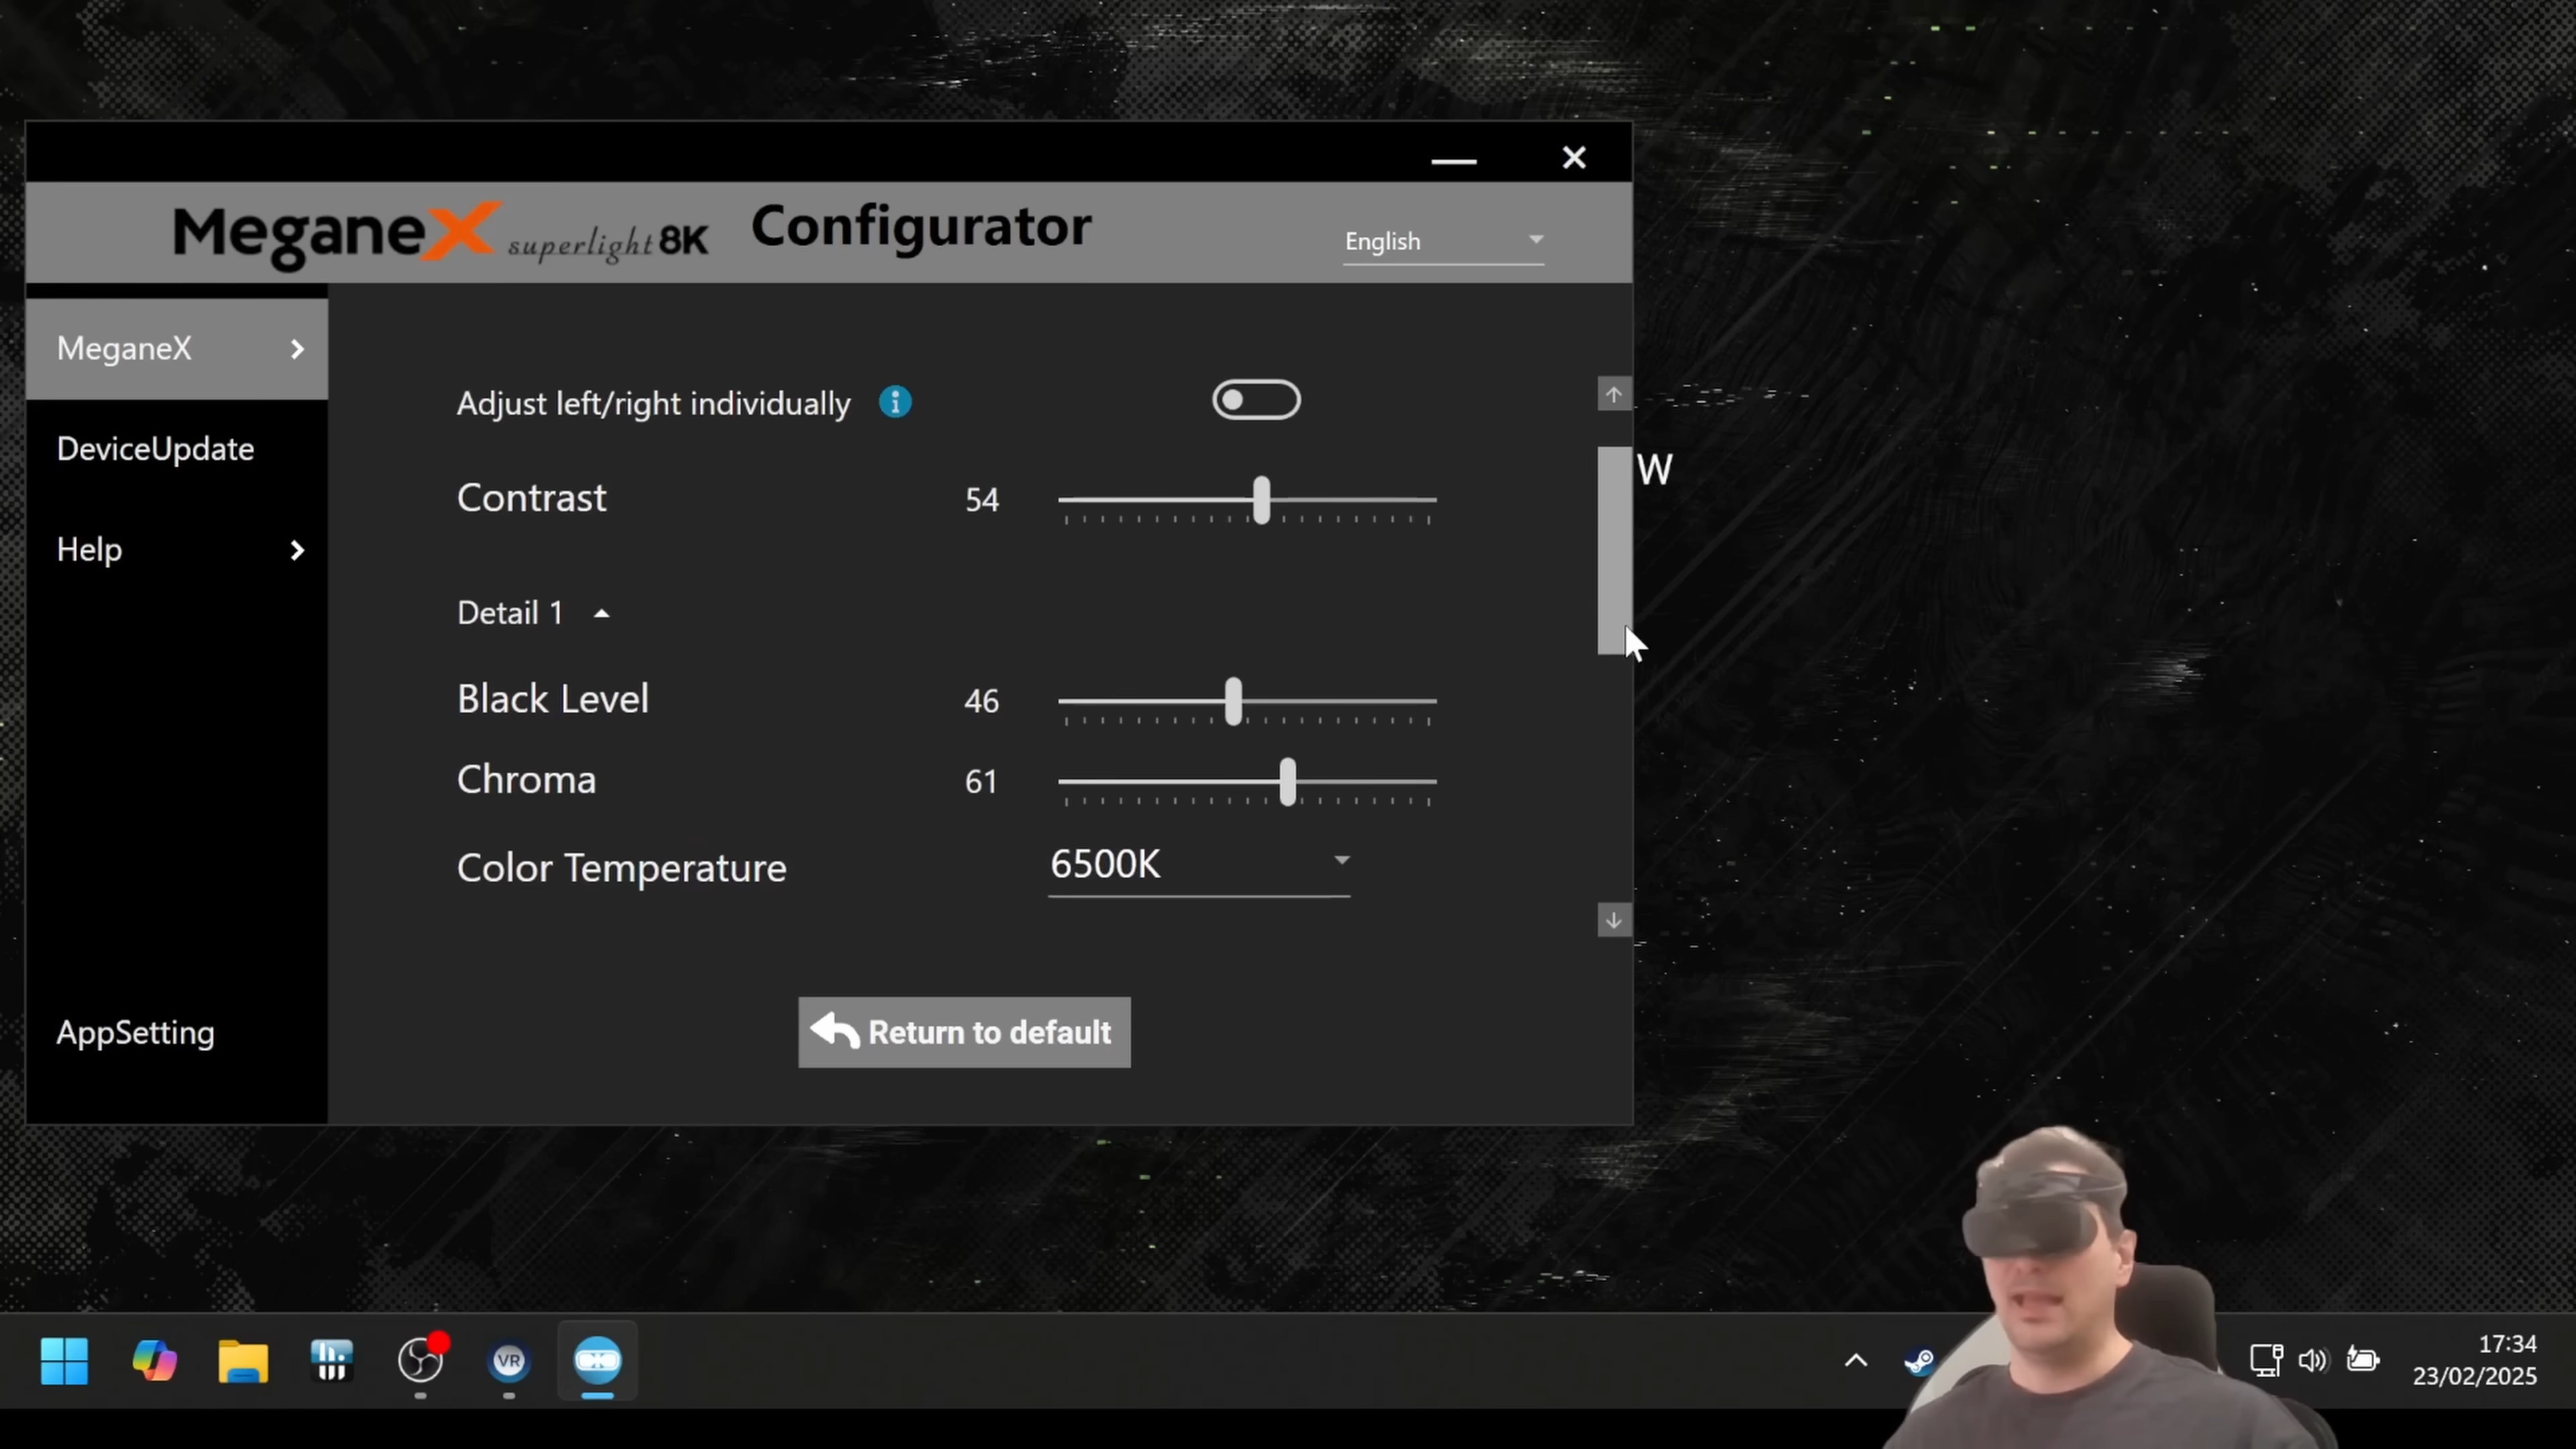 MeganeX superlight 8K Configurator
English
MeganeX
DeviceUpdate
Help
AppSetting
Adjust left/right individually
Contrast 54
Detail 1
Black Level 46
Chroma 61
Color Temperature 6500K
Return to default
W
VR
17:34
23/02/2025